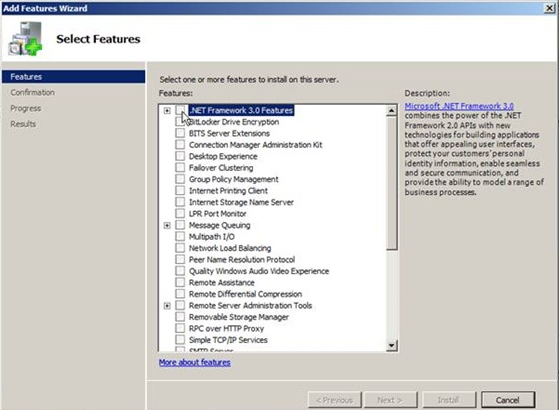 Add Features Wizard
Select Features
Features
Confirmation
Progress
Results
Select one or more features to install on this server.
Features:
.NET Framework 3.0 Features
BitLocker Drive Encryption
BITS Server Extensions
Connection Manager Administration Kit
Desktop Experience
Failover Clustering
Group Policy Management
Internet Printing Client
Internet Storage Name Server
LPR Port Monitor
Message Queuing
Multipath I/O
Network Load Balancing
Peer Name Resolution Protocol
Quality Windows Audio Video Experience
Remote Assistance
Remote Differential Compression
Remote Server Administration Tools
Removable Storage Manager
RPC over HTTP Proxy
Simple TCP/IP Services
SMTP Server
More about features
Description:
Microsoft .NET Framework 3.0
combines the power of the .NET
Framework 2.0 APIs with new
technologies for building applications
that offer appealing user interfaces,
protect your customers' personal
identity information, enable seamless
and secure communication, and
provide the ability to model a range of
business processes.
< Previous
Next >
Install
Cancel